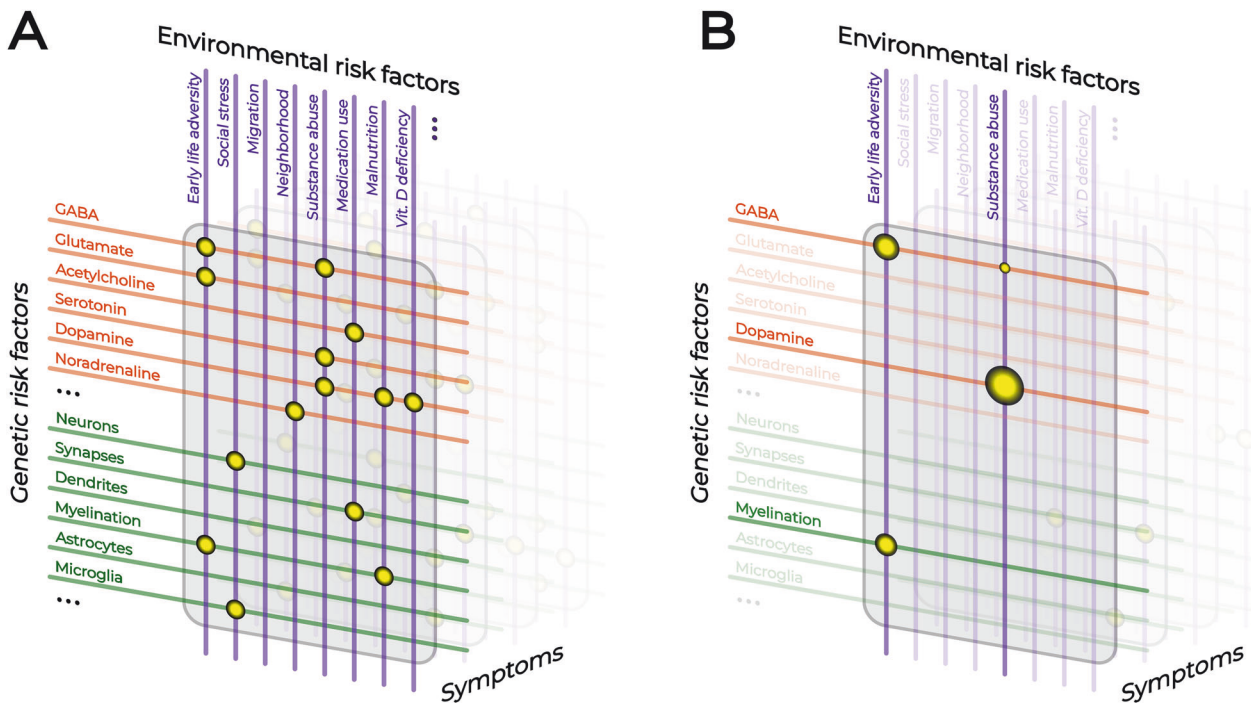 A
Environmental risk factors
Early life adversity
Social stress
Migration
Neighborhood
Substance abuse
Medication use
Malnutrition
Vit. D deficiency
...
Genetic risk factors
GABA
Glutamate
Acetylcholine
Serotonin
Dopamine
Noradrenaline
...
Neurons
Synapses
Dendrites
Myelination
Astrocytes
Microglia
...
Symptoms
B
Environmental risk factors
Early life adversity
Social stress
Migration
Neighborhood
Substance abuse
Medication use
Malnutrition
Vit. D deficiency
...
Genetic risk factors
GABA
Glutamate
Acetylcholine
Serotonin
Dopamine
Noradrenaline
...
Neurons
Synapses
Dendrites
Myelination
Astrocytes
Microglia
...
Symptoms